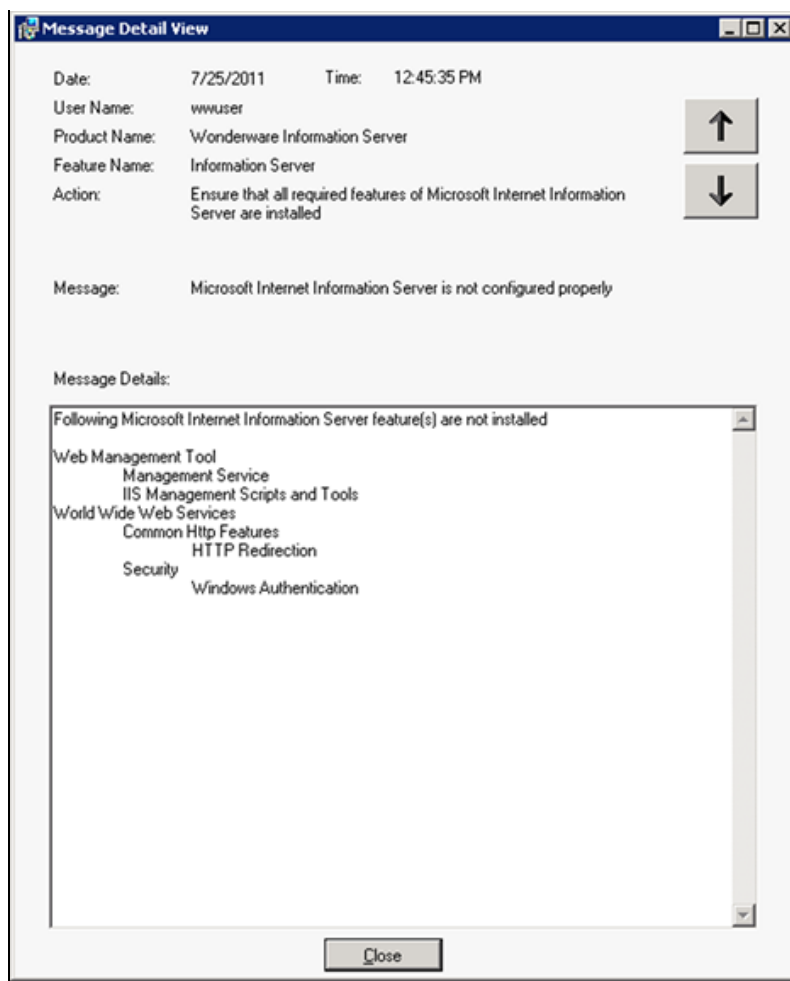 Message Detail View
Date: 7/25/2011 Time: 12:45:35 PM
User Name: wwuser
Product Name: Wonderware Information Server
Feature Name: Information Server
Action: Ensure that all required features of Microsoft Internet Information
Server are installed
Message: Microsoft Internet Information Server is not configured properly
Message Details:
Following Microsoft Internet Information Server feature(s) are not installed
Web Management Tool
Management Service
IIS Management Scripts and Tools
World Wide Web Services
Common Http Features
HTTP Redirection
Security
Windows Authentication
Close